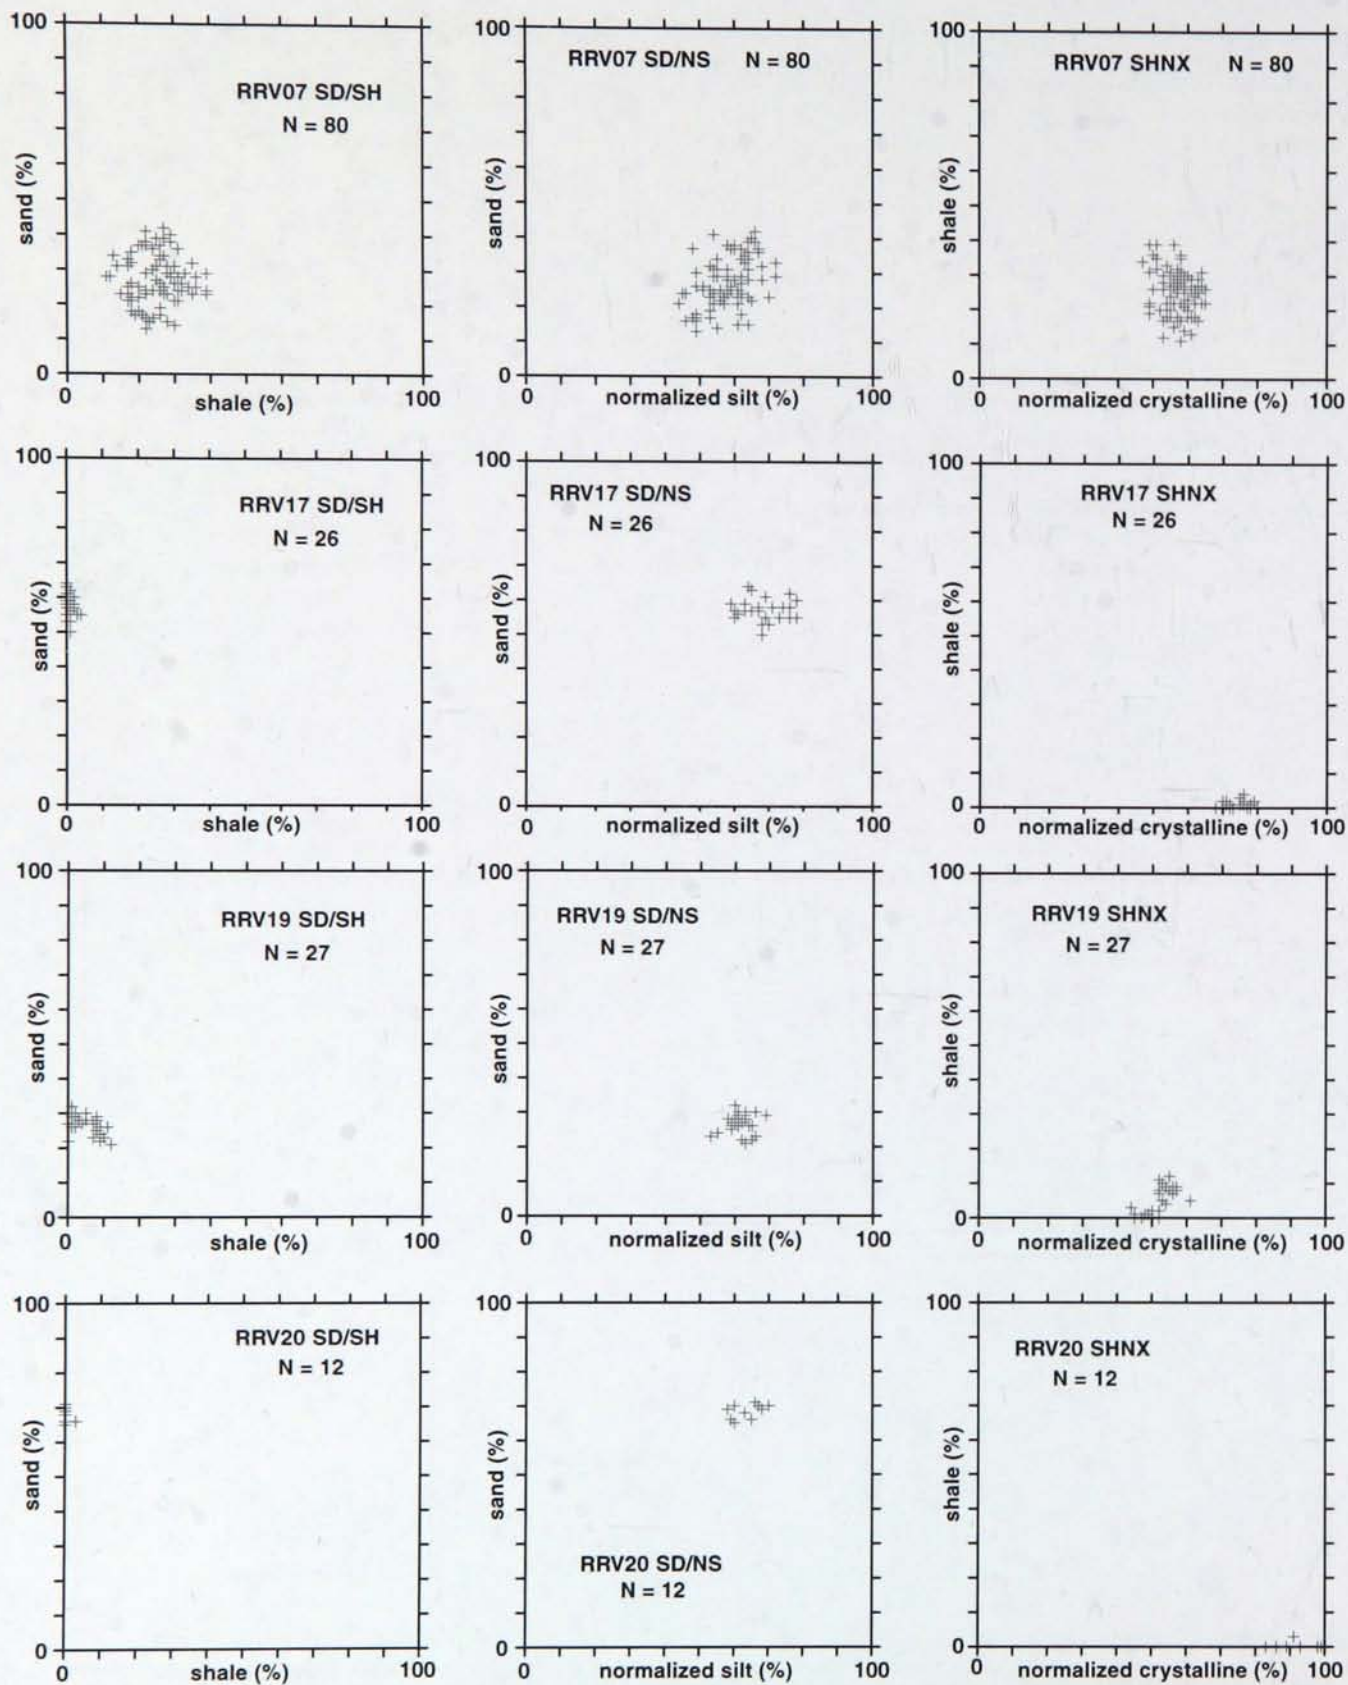 100
RRV07 SD/SH
N = 80
sand (%)
0
shale (%)
100
100
RRV07 SD/NS N = 80
sand (%)
0
0
normalized silt (%)
100
100
RRV07 SHNX N = 80
shale (%)
0
0
normalized crystalline (%)
100
100
RRV17 SD/SH
N = 26
sand (%)
0
0
shale (%)
100
100
RRV17 SD/NS
N = 26
sand (%)
0
0
normalized silt (%)
100
100
RRV17 SHNX
N = 26
shale (%)
0
0
normalized crystalline (%)
100
100
RRV19 SD/SH
N = 27
sand (%)
0
0
shale (%)
100
100
RRV19 SD/NS
N = 27
sand (%)
0
0
normalized silt (%)
100
100
RRV19 SHNX
N = 27
shale (%)
0
0
normalized crystalline (%)
100
100
RRV20 SD/SH
N = 12
sand (%)
0
0
shale (%)
100
100
RRV20 SD/NS
N = 12
sand (%)
0
0
normalized silt (%)
100
100
RRV20 SHNX
N = 12
shale (%)
0
0
normalized crystalline (%)
100